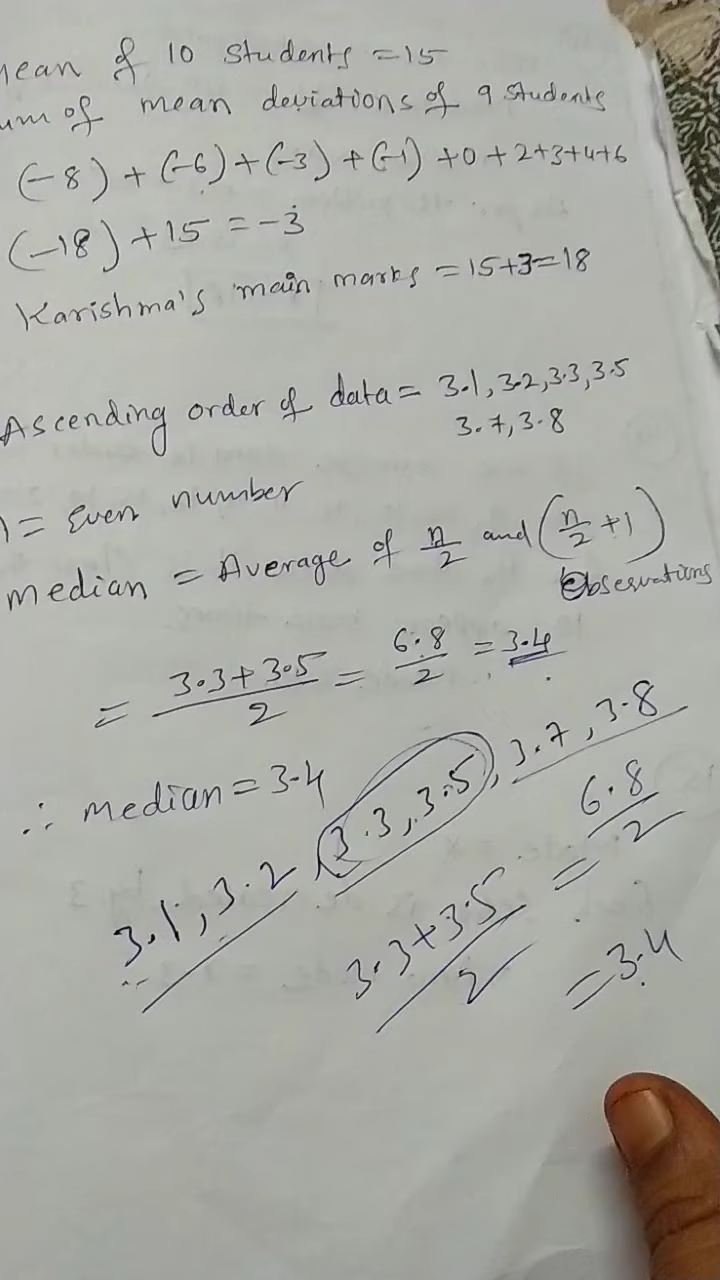 ean of 10 students = 15
um of mean deviations of 9 students
(-8) + (-6) + (-3) + (-1) + 0 + 2 + 3 + 4 + 6
(-18) + 15 = -3
Karishma's main marks = 15+3=18
Ascending order of data = 3.1, 3.2, 3.3, 3.5
3.7, 3.8
= Even number
median = Average of n/2 and (n/2 + 1)
Observations
= 3.3 + 3.5 / 2 = 6.8 / 2 = 3.4
∴ median = 3.4
3.1, 3.2, 3.3, 3.5, 3.7, 3.8
3.3 + 3.5 / 2 = 6.8 / 2
= 3.4